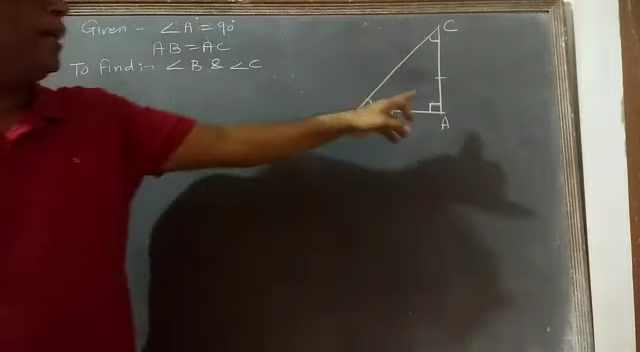 Given :- ∠A = 90°
AB = AC
To find :- ∠B & ∠C
C
A